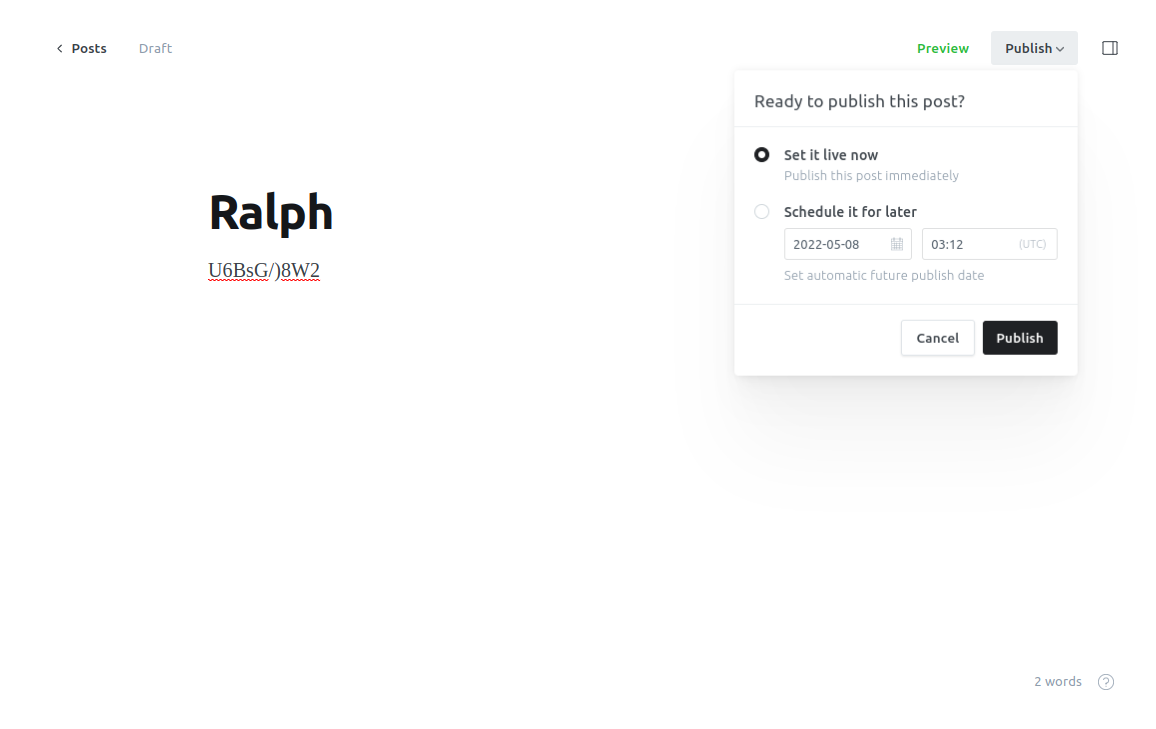 Posts Draft Preview Publish
Ready to publish this post?
Set it live now
Publish this post immediately
Schedule it for later
2022-05-08 03:12 (UTC)
Set automatic future publish date
Cancel Publish
Ralph
U6BsG/)8W2
2 words ?